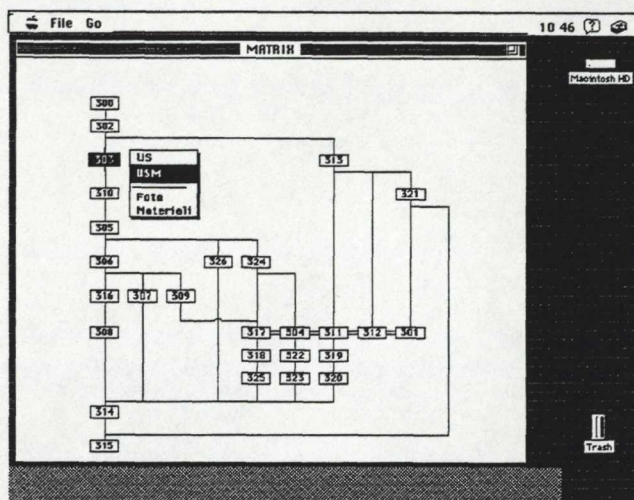 File Go 10 46
MATRIX
Macintosh HD
300
302
303 US 313
USM
310 Foto 321
Materiali
305
306 326 324
316 307 309
308 317 304 311 312 301
318 322 319
325 323 320
314
315
Trash